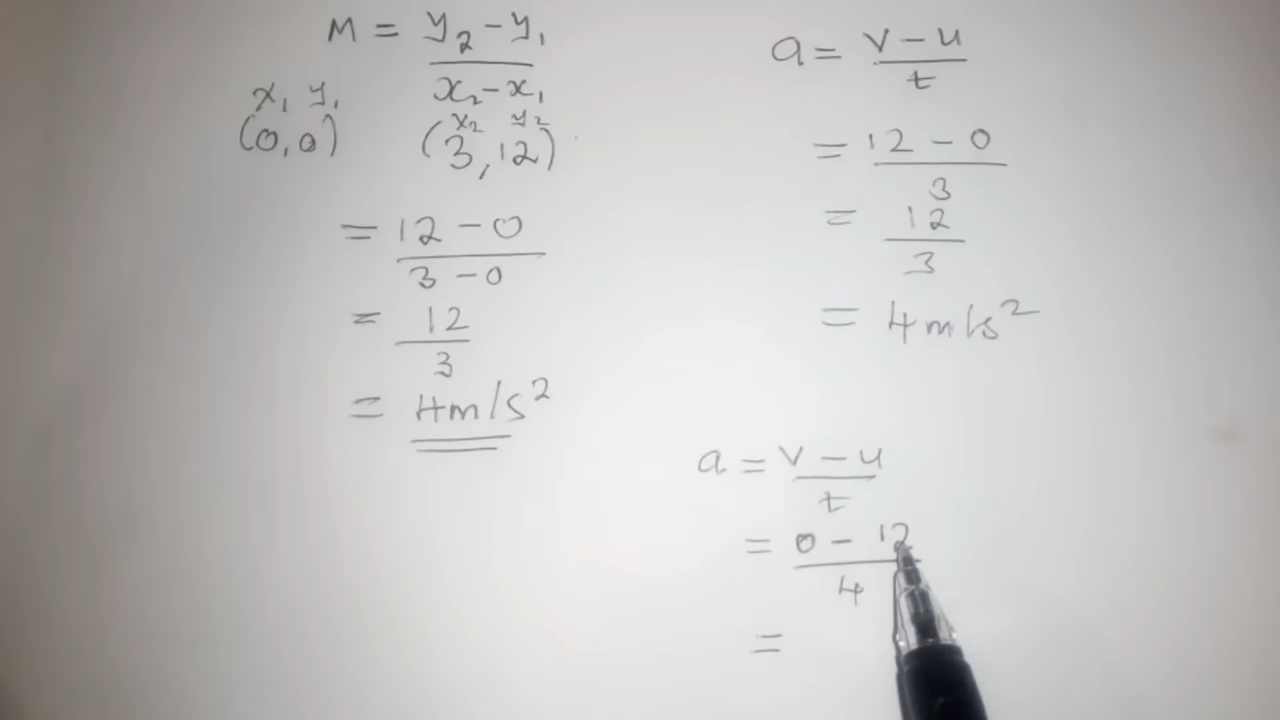 M = y₂ - y₁
x₂ - x₁
x₁ y₁
x₂ y₂
(0,0) (3,12)
= 12 - 0
3 - 0
= 12
3
= 4m/s²
a = v - u
t
= 12 - 0
3
= 12
3
= 4m/s²
a = v - u
t
= 0 - 12
4
=